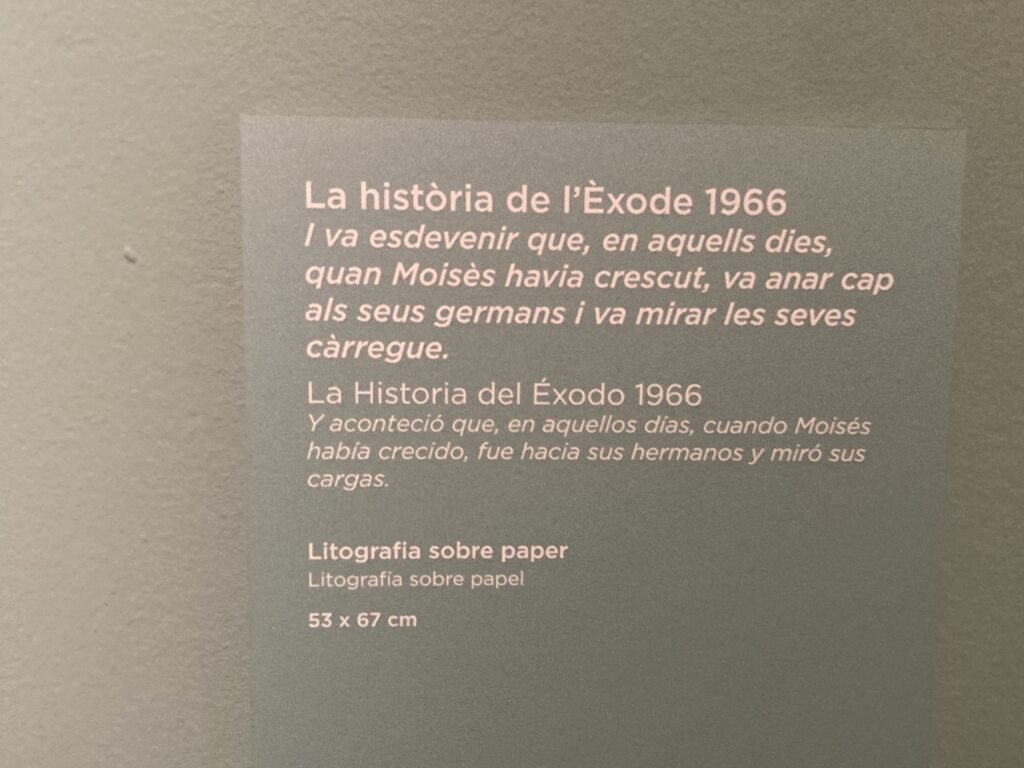 La història de l'Èxode 1966
I va esdevenir que, en aquells dies,
quan Moisès havia crescut, va anar cap
als seus germans i va mirar les seves
càrregue.
La Historia del Éxodo 1966
Y aconteció que, en aquellos días, cuando Moisés
había crecido, fue hacia sus hermanos y miró sus
cargas.
Litografia sobre paper
Litografía sobre papel
53 x 67 cm